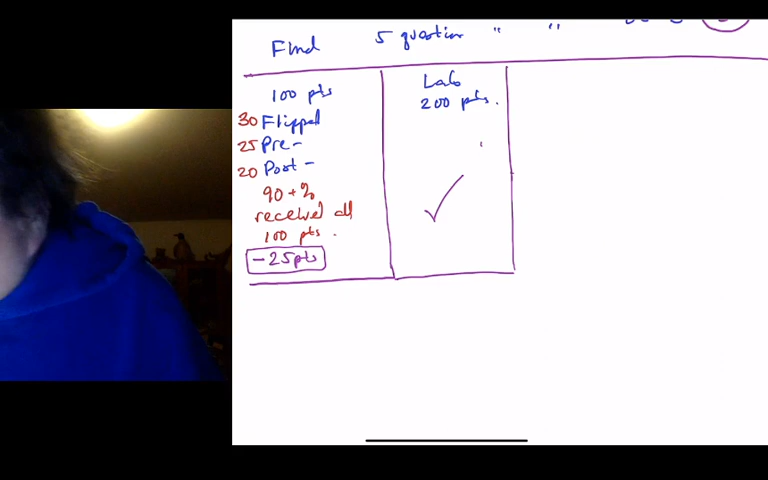 Final 5 question " "
100 pts
30 Flipped
25 Pre-
20 Post -
90+%
received all
100 pts.
-25pts
Lab
200 pts.